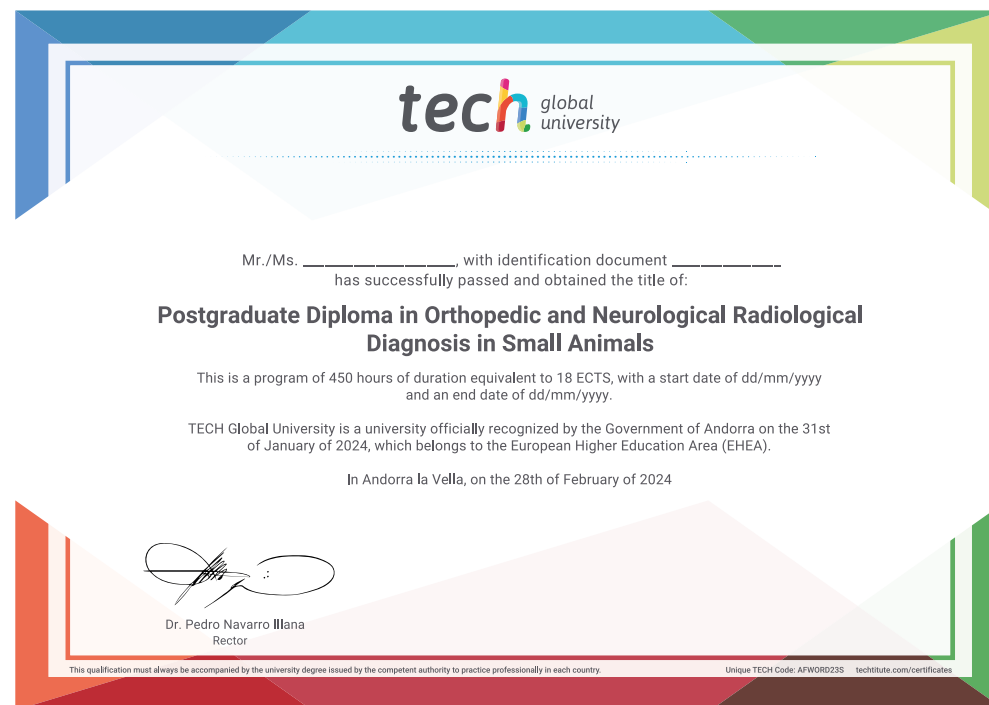 tech global
university
Mr./Ms. __________________, with identification document _____________
has successfully passed and obtained the title of:
Postgraduate Diploma in Orthopedic and Neurological Radiological
Diagnosis in Small Animals
This is a program of 450 hours of duration equivalent to 18 ECTS, with a start date of dd/mm/yyyy
and an end date of dd/mm/yyyy.
TECH Global University is a university officially recognized by the Government of Andorra on the 31st
of January of 2024, which belongs to the European Higher Education Area (EHEA).
In Andorra la Vella, on the 28th of February of 2024
Dr. Pedro Navarro Illana
Rector
This qualification must always be accompanied by the university degree issued by the competent authority to practice professionally in each country.
Unique TECH Code: AFWORD23S techtitute.com/certificates